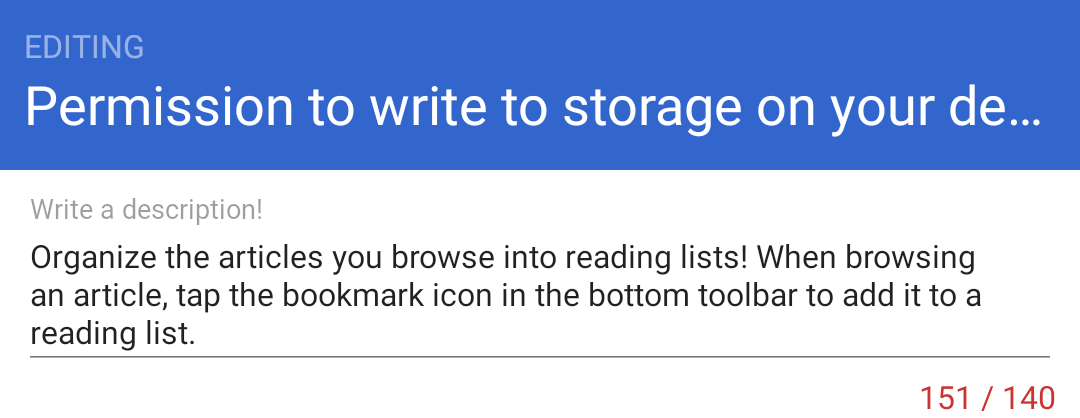 EDITING
Permission to write to storage on your de...
Write a description!
Organize the articles you browse into reading lists! When browsing
an article, tap the bookmark icon in the bottom toolbar to add it to a
reading list.
151 / 140